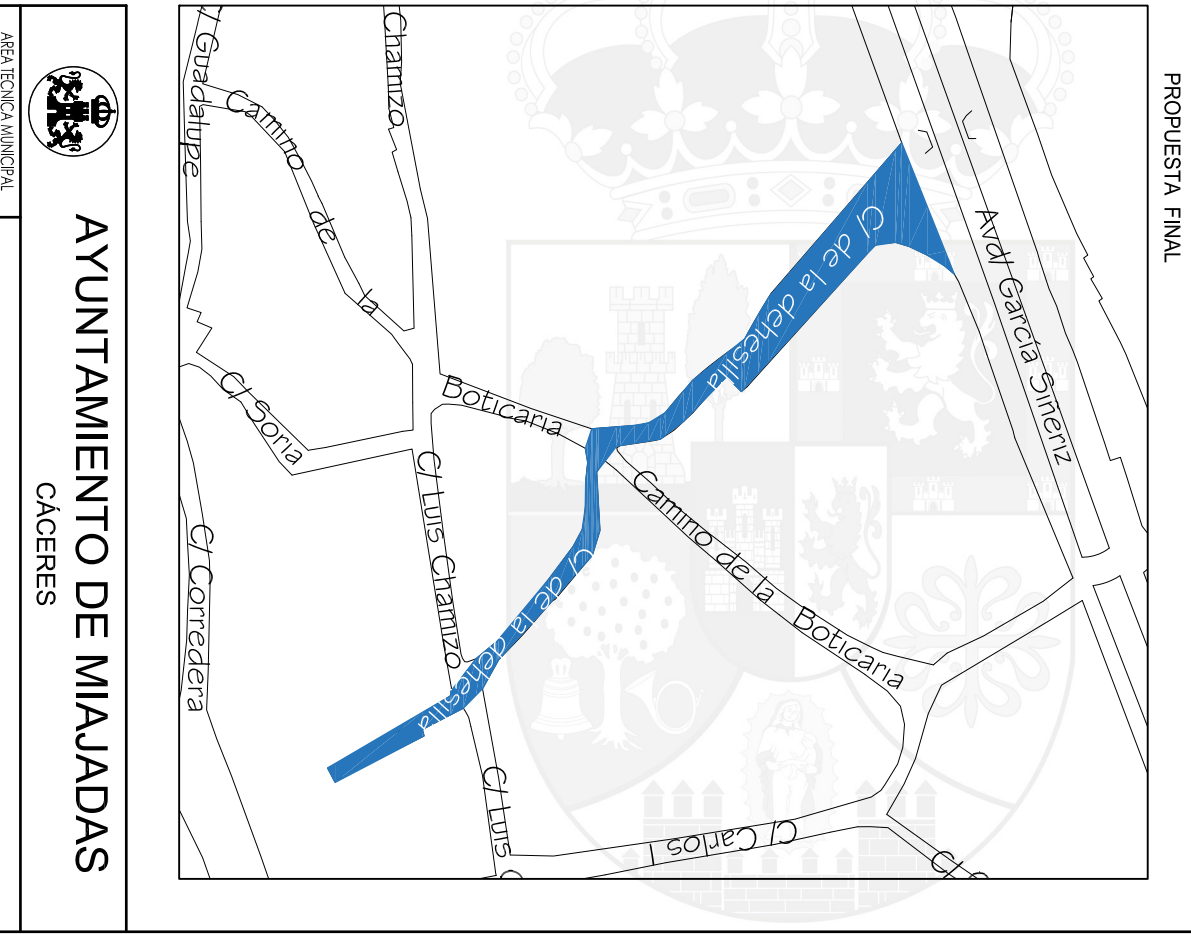 PROPUESTA FINAL
Avd/ García Siñeriz
C/ de la dehesilla
Chamizo
C/ Guadalupe
Camino de la
Boticaria
C/ Soria
Camino de la Boticaria
C/ Luis Chamizo
C/ de la dehesilla
C/ Corredera
C/ Luis
C/ Carlos I
C/
AYUNTAMIENTO DE MIAJADAS
CÁCERES
AREA TECNICA MUNICIPAL